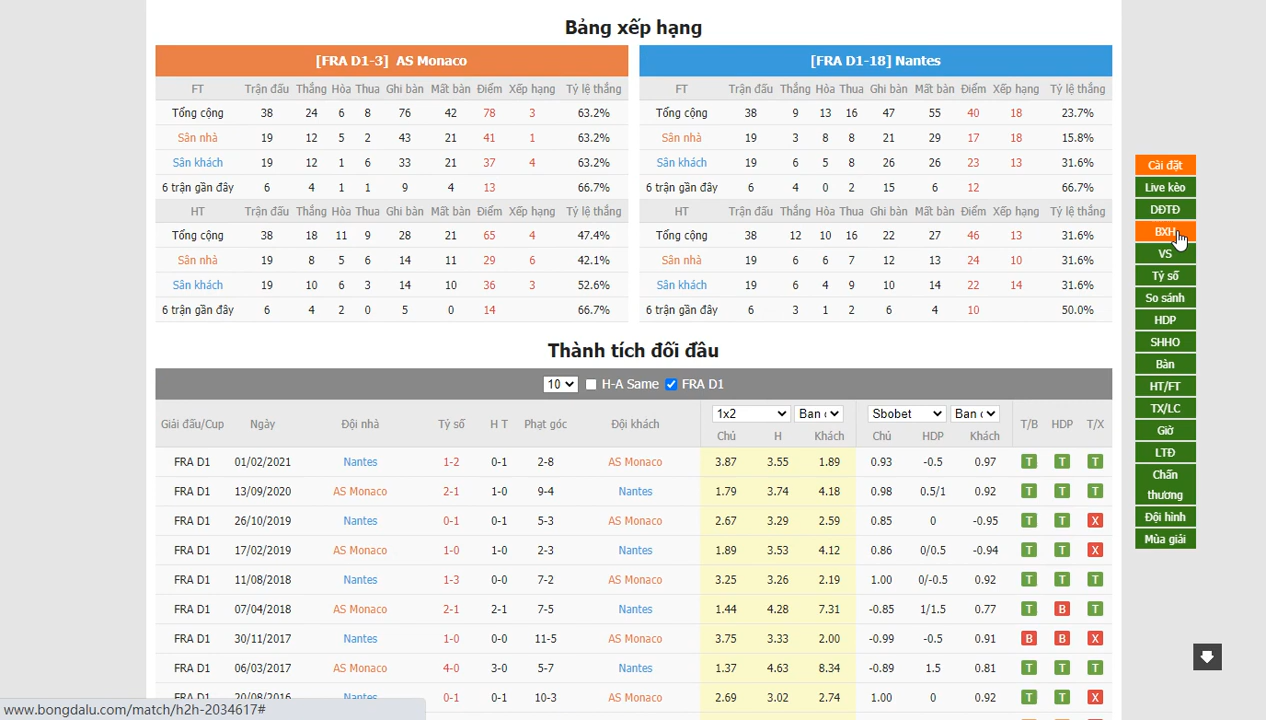 Bảng xếp hạng
[FRA D1-3] AS Monaco
FT Trận đấu Thắng Hòa Thua Ghi bàn Mất bàn Điểm Xếp hạng Tỷ lệ thắng
Tổng cộng 38 24 6 8 76 42 78 3 63.2%
Sân nhà 19 12 5 2 43 21 41 1 63.2%
Sân khách 19 12 1 6 33 21 37 4 63.2%
6 trận gần đây 6 4 1 1 9 4 13 66.7%
HT Trận đấu Thắng Hòa Thua Ghi bàn Mất bàn Điểm Xếp hạng Tỷ lệ thắng
Tổng cộng 38 18 11 9 28 21 65 4 47.4%
Sân nhà 19 8 5 6 14 11 29 6 42.1%
Sân khách 19 10 6 3 14 10 36 3 52.6%
6 trận gần đây 6 4 2 0 5 0 14 66.7%
[FRA D1-18] Nantes
FT Trận đấu Thắng Hòa Thua Ghi bàn Mất bàn Điểm Xếp hạng Tỷ lệ thắng
Tổng cộng 38 9 13 16 47 55 40 18 23.7%
Sân nhà 19 3 8 8 21 29 17 18 15.8%
Sân khách 19 6 5 8 26 26 23 13 31.6%
6 trận gần đây 6 4 0 2 15 6 12 66.7%
HT Trận đấu Thắng Hòa Thua Ghi bàn Mất bàn Điểm Xếp hạng Tỷ lệ thắng
Tổng cộng 38 12 10 16 22 27 46 13 31.6%
Sân nhà 19 6 6 7 12 13 24 10 31.6%
Sân khách 19 6 4 9 10 14 22 14 31.6%
6 trận gần đây 6 3 1 2 6 4 10 50.0%
Thành tích đối đầu
10 H-A Same FRA D1
1x2 Ban c Sbobet Ban c
Giải đấu/Cup Ngày Đội nhà Tỷ số H T Phạt góc Đội khách T/B HDP T/X
Chủ H Khách Chủ HDP Khách
FRA D1 01/02/2021 Nantes 1-2 0-1 2-8 AS Monaco 3.87 3.55 1.89 0.93 -0.5 0.97 T T T
FRA D1 13/09/2020 AS Monaco 2-1 1-0 9-4 Nantes 1.79 3.74 4.18 0.98 0.5/1 0.92 T T T
FRA D1 26/10/2019 Nantes 0-1 0-1 5-3 AS Monaco 2.67 3.29 2.59 0.85 0 -0.95 T T X
FRA D1 17/02/2019 AS Monaco 1-0 1-0 2-3 Nantes 1.89 3.53 4.12 0.86 0/0.5 -0.94 T T X
FRA D1 11/08/2018 Nantes 1-3 0-0 7-2 AS Monaco 3.25 3.26 2.19 1.00 0/-0.5 0.92 T T T
FRA D1 07/04/2018 AS Monaco 2-1 2-1 7-5 Nantes 1.44 4.28 7.31 -0.85 1/1.5 0.77 T B T
FRA D1 30/11/2017 Nantes 1-0 0-0 11-5 AS Monaco 3.75 3.33 2.00 -0.99 -0.5 0.91 B B X
FRA D1 06/03/2017 AS Monaco 4-0 3-0 5-7 Nantes 1.37 4.63 8.34 -0.89 1.5 0.81 T T T
FRA D1 20/08/2016 Nantes 0-1 0-1 10-3 AS Monaco 2.69 3.02 2.74 1.00 0 0.92 T T X
Cài đặt
Live kèo
DĐTĐ
BXH
VS
Tỷ số
So sánh
HDP
SHHO
Bàn
HT/FT
TX/LC
Giờ
LTĐ
Chấn
thương
Đội hình
Mùa giải
www.bongdalu.com/match/h2h-2034617#